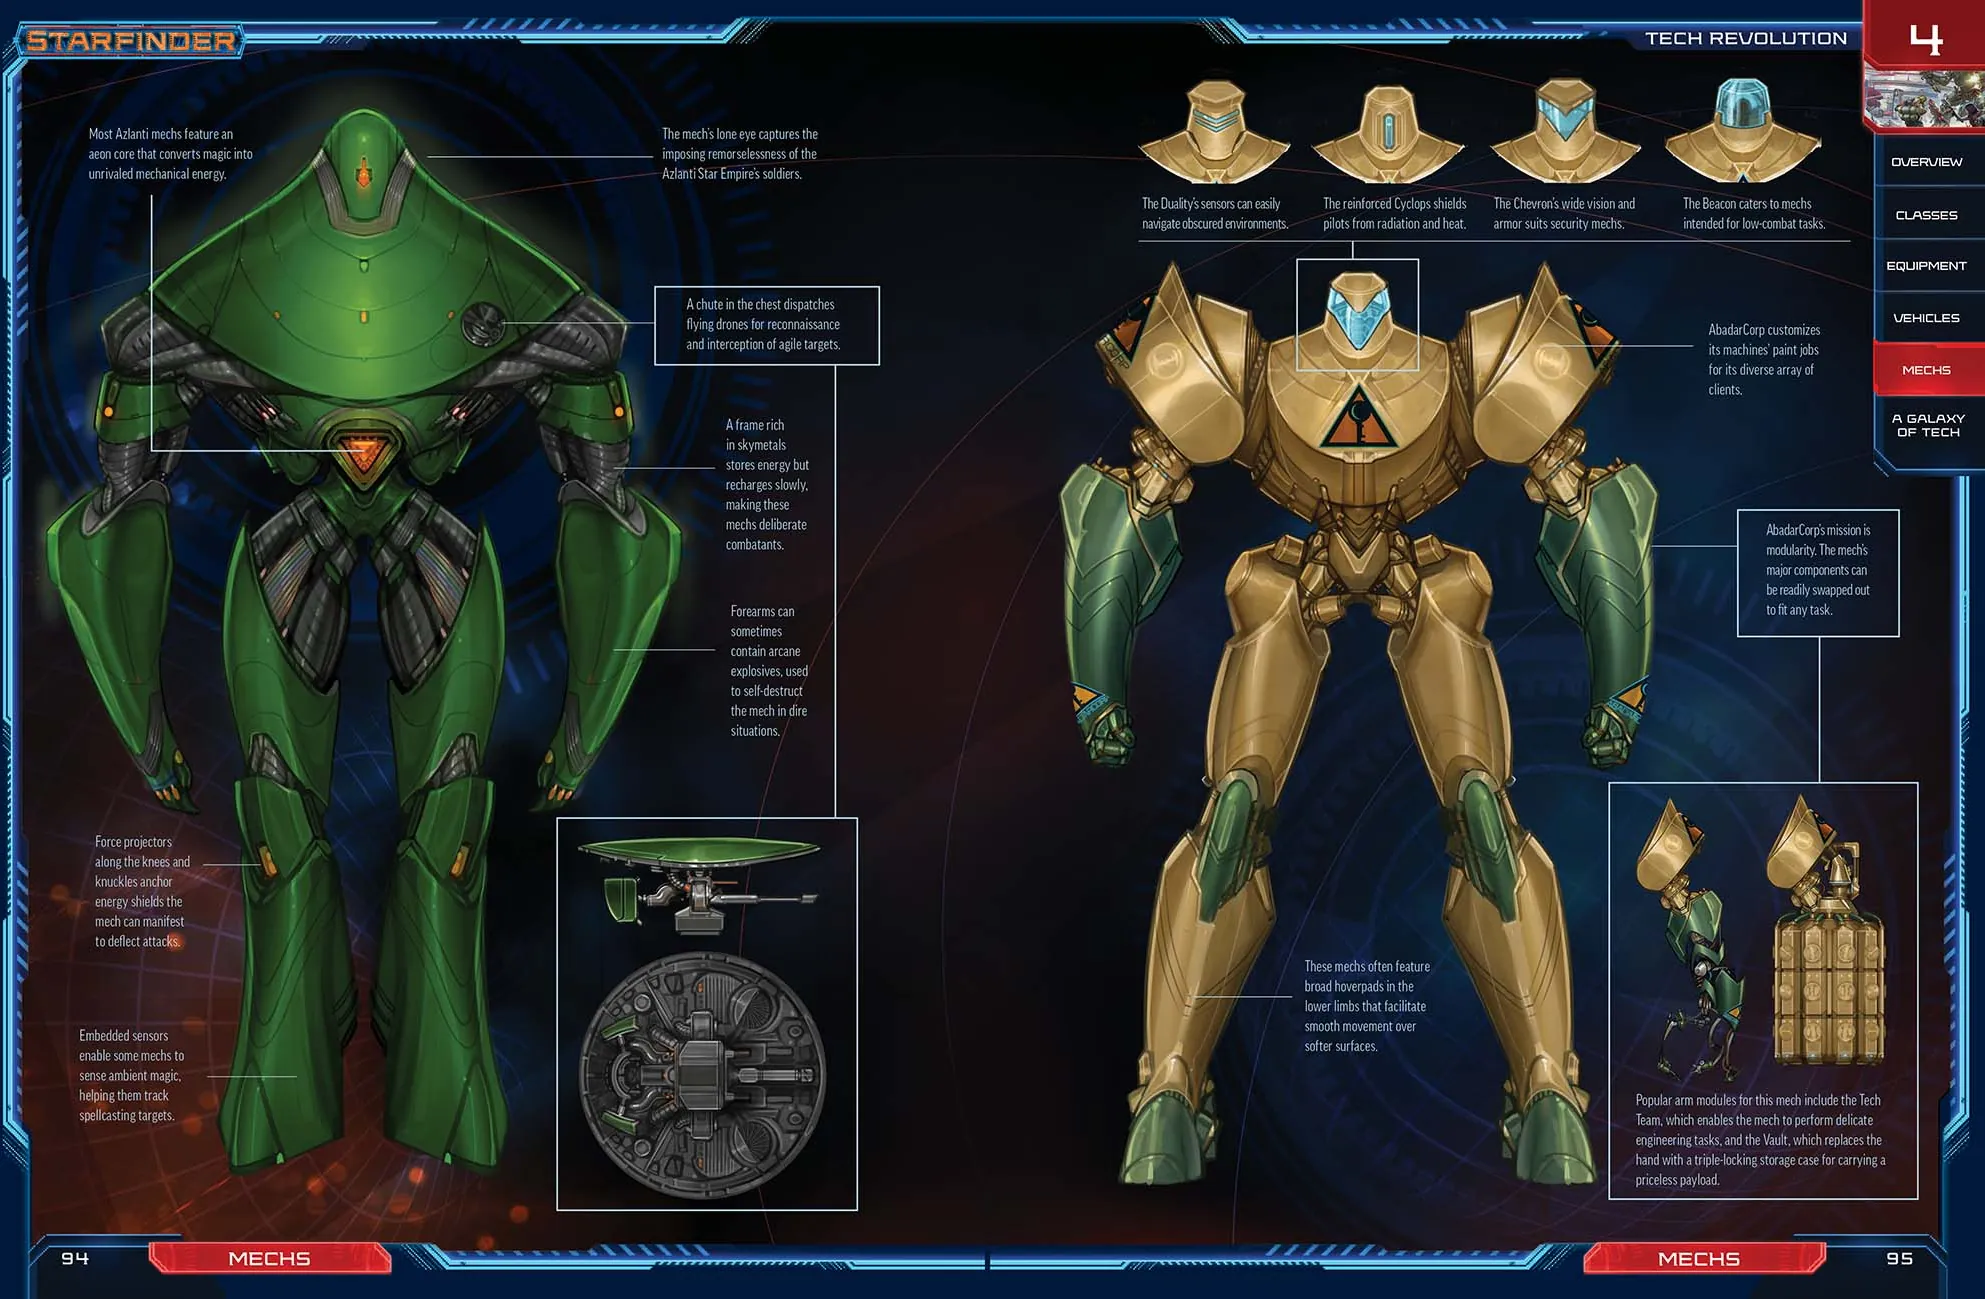 STARFINDER
Most Azlanti mechs feature an
aeon core that converts magic into
unrivaled mechanical energy.
The mech's lone eye captures the
imposing remorselessness of the
Azlanti Star Empire's soldiers.
A chute in the chest dispatches
flying drones for reconnaissance
and interception of agile targets.
A frame rich
in skymetals
stores energy but
recharges slowly,
making these
mechs deliberate
combatants.
Forearms can
sometimes
contain arcane
explosives, used
to self-destruct
the mech in dire
situations.
Force projectors
along the knees and
knuckles anchor
energy shields the
mech can manifest
to deflect attacks.
Embedded sensors
enable some mechs to
sense ambient magic,
helping them track
spellcasting targets.
94
MECHS
TECH REVOLUTION
4
The Duality's sensors can easily
navigate obscured environments.
The reinforced Cyclops shields
pilots from radiation and heat.
The Chevron's wide vision and
armor suits security mechs.
The Beacon caters to mechs
intended for low-combat tasks.
AbadarCorp customizes
its machines' paint jobs
for its diverse array of
clients.
AbadarCorp's mission is
modularity. The mech's
major components can
be readily swapped out
to fit any task.
These mechs often feature
broad hoverpads in the
lower limbs that facilitate
smooth movement over
softer surfaces.
Popular arm modules for this mech include the Tech
Team, which enables the mech to perform delicate
engineering tasks, and the Vault, which replaces the
hand with a triple-locking storage case for carrying a
priceless payload.
OVERVIEW
CLASSES
EQUIPMENT
VEHICLES
MECHS
A GALAXY
OF TECH
MECHS
95